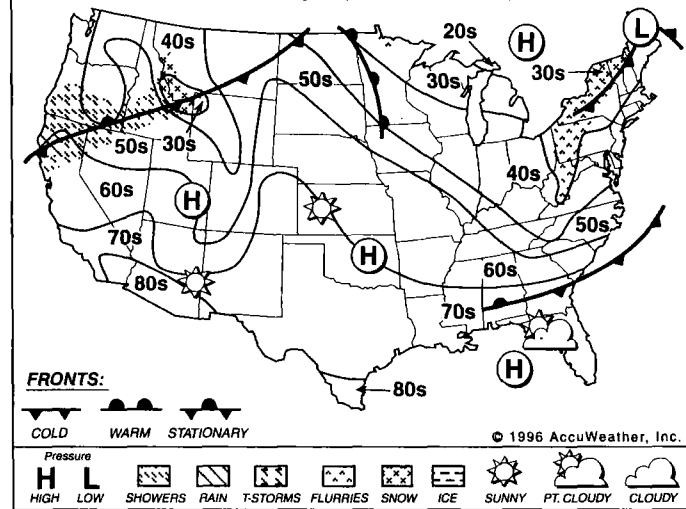 20s
H
L
40s
50s
30s
30s
50s
30s
40s
60s
H
50s
70s
H
60s
80s
70s
H
80s
FRONTS:
COLD WARM STATIONARY
© 1996 AccuWeather, Inc.
Pressure
H L
HIGH LOW SHOWERS RAIN T-STORMS FLURRIES SNOW ICE SUNNY PT. CLOUDY CLOUDY